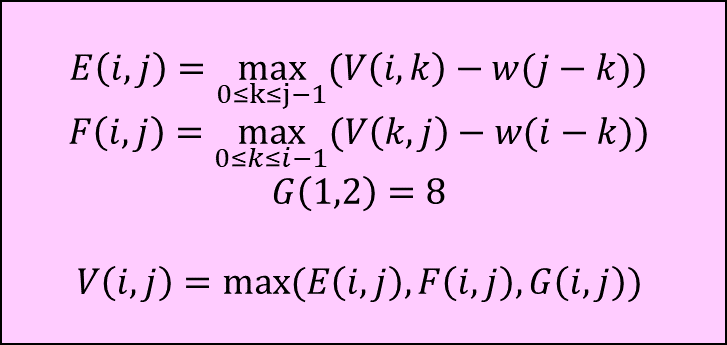 E(i,j) = max_{0≤k≤j−1}(V(i,k) − w(j − k))
F(i,j) = max_{0≤k≤i−1}(V(k,j) − w(i − k))
G(1,2) = 8
V(i,j) = max(E(i,j), F(i,j), G(i,j))